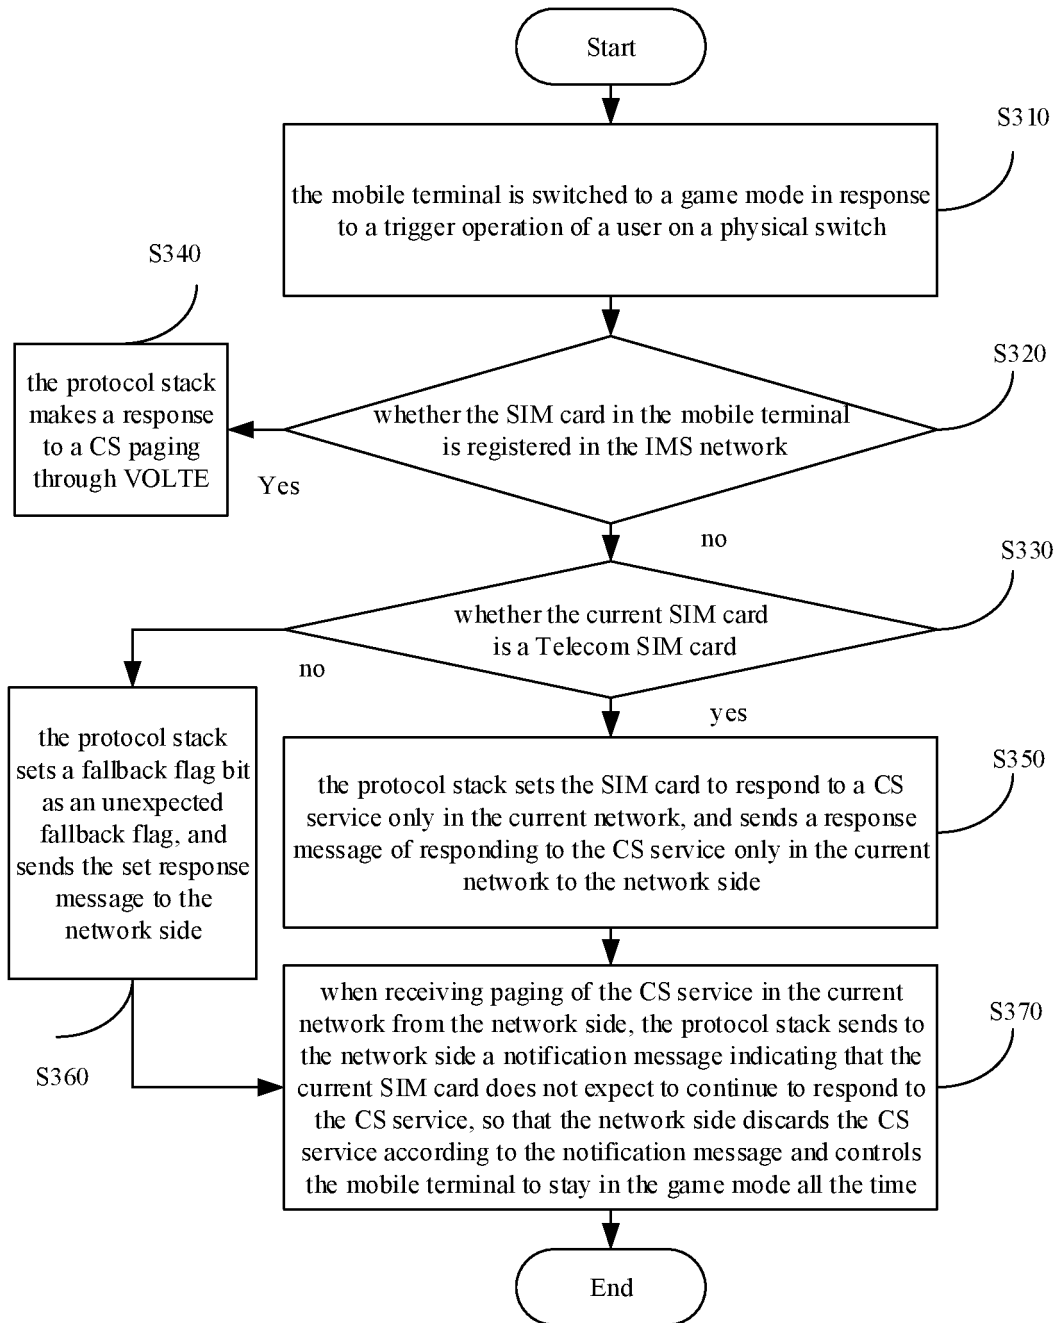 Start
S310
the mobile terminal is switched to a game mode in response
to a trigger operation of a user on a physical switch
S340
S320
the protocol stack
makes a response
to a CS paging
through VOLTE
whether the SIM card in the mobile terminal
is registered in the IMS network
Yes
no
S330
whether the current SIM card
is a Telecom SIM card
no
yes
the protocol stack
sets a fallback flag bit
as an unexpected
fallback flag, and
sends the set response
message to the
network side
S350
the protocol stack sets the SIM card to respond to a CS
service only in the current network, and sends a response
message of responding to the CS service only in the current
network to the network side
S360
S370
when receiving paging of the CS service in the current
network from the network side, the protocol stack sends to
the network side a notification message indicating that the
current SIM card does not expect to continue to respond to
the CS service, so that the network side discards the CS
service according to the notification message and controls
the mobile terminal to stay in the game mode all the time
End